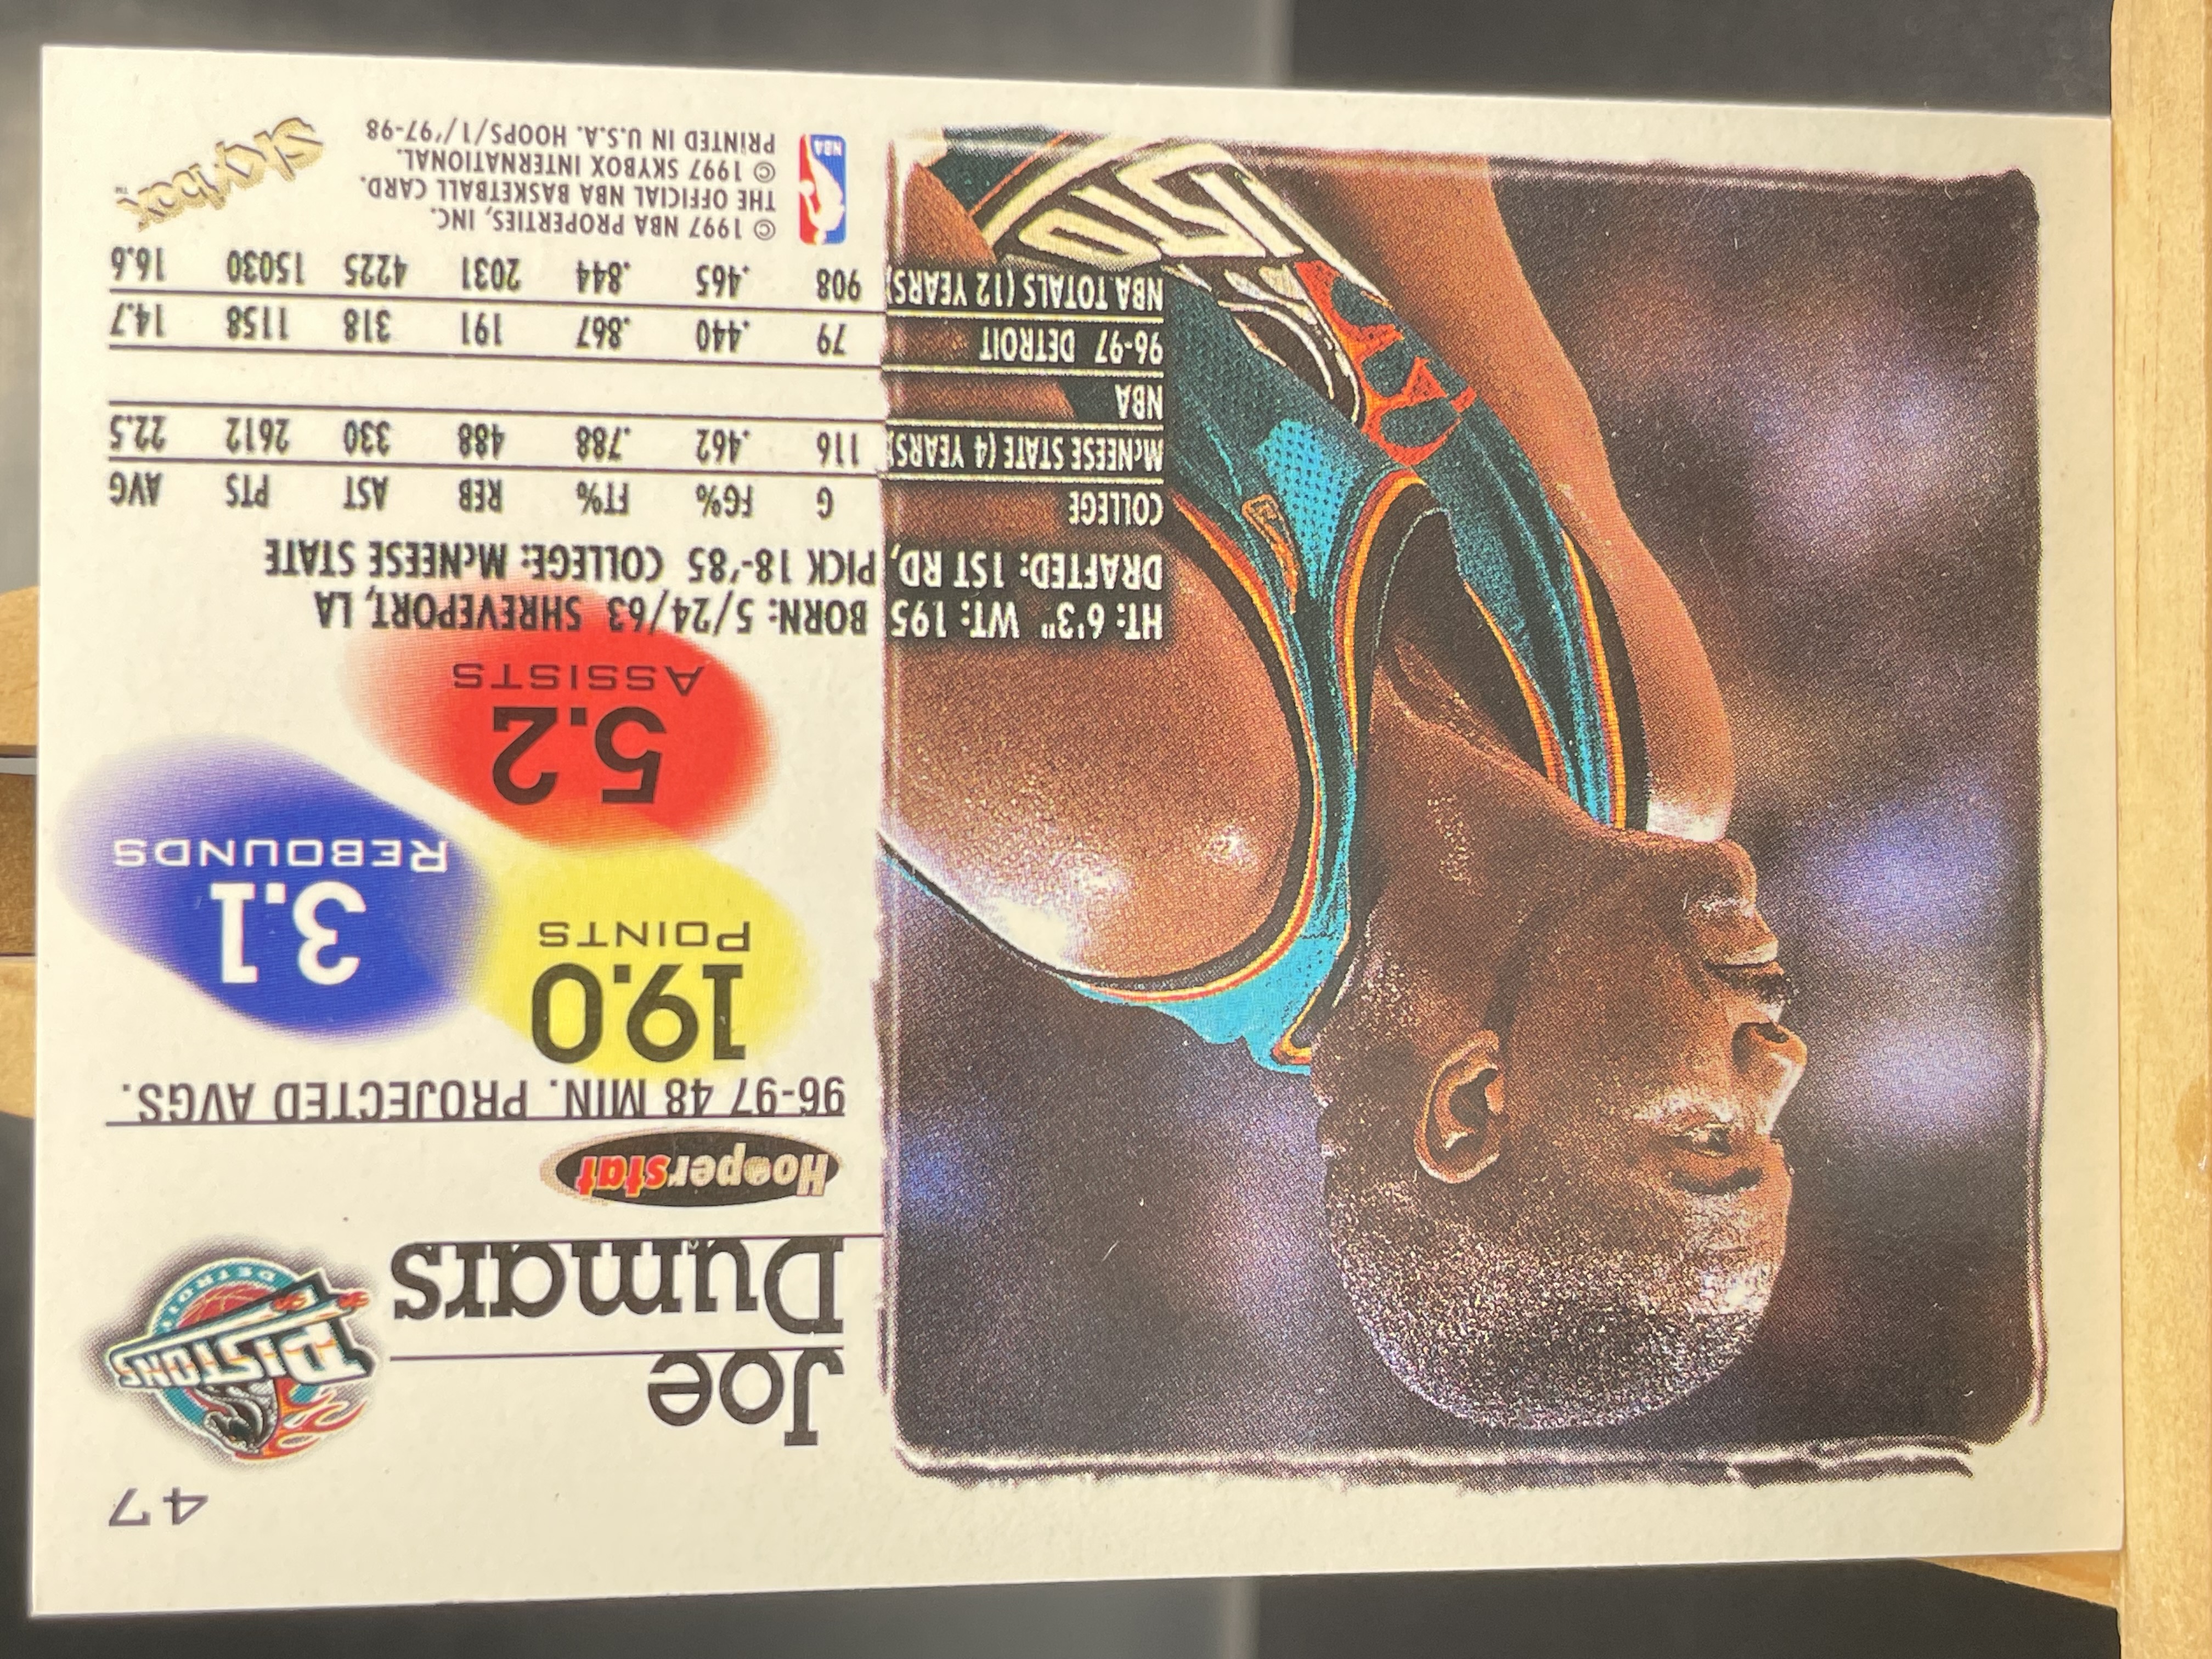 47
Joe
Dumars
DETROIT
PISTONS
Hooperstat
96-97 48 MIN. PROJECTED AVGS.
19.0
POINTS
3.1
REBOUNDS
5.2
ASSISTS
HT: 6'3" WT: 195 BORN: 5/24/63 SHREVEPORT, LA
DRAFTED: 1ST RD, PICK 18-'85 COLLEGE: McNEESE STATE
COLLEGE G FG% FT% REB AST PTS AVG
McNEESE STATE (4 YEARS) 116 .462 .788 488 330 2612 22.5
NBA
96-97 DETROIT 79 .440 .867 191 318 1158 14.7
NBA TOTALS (12 YEARS) 908 .465 .844 2031 4225 15030 16.6
NBA
© 1997 NBA PROPERTIES, INC.
THE OFFICIAL NBA BASKETBALL CARD.
© 1997 SKYBOX INTERNATIONAL.
PRINTED IN U.S.A. HOOPS/1/'97-98
skybox™